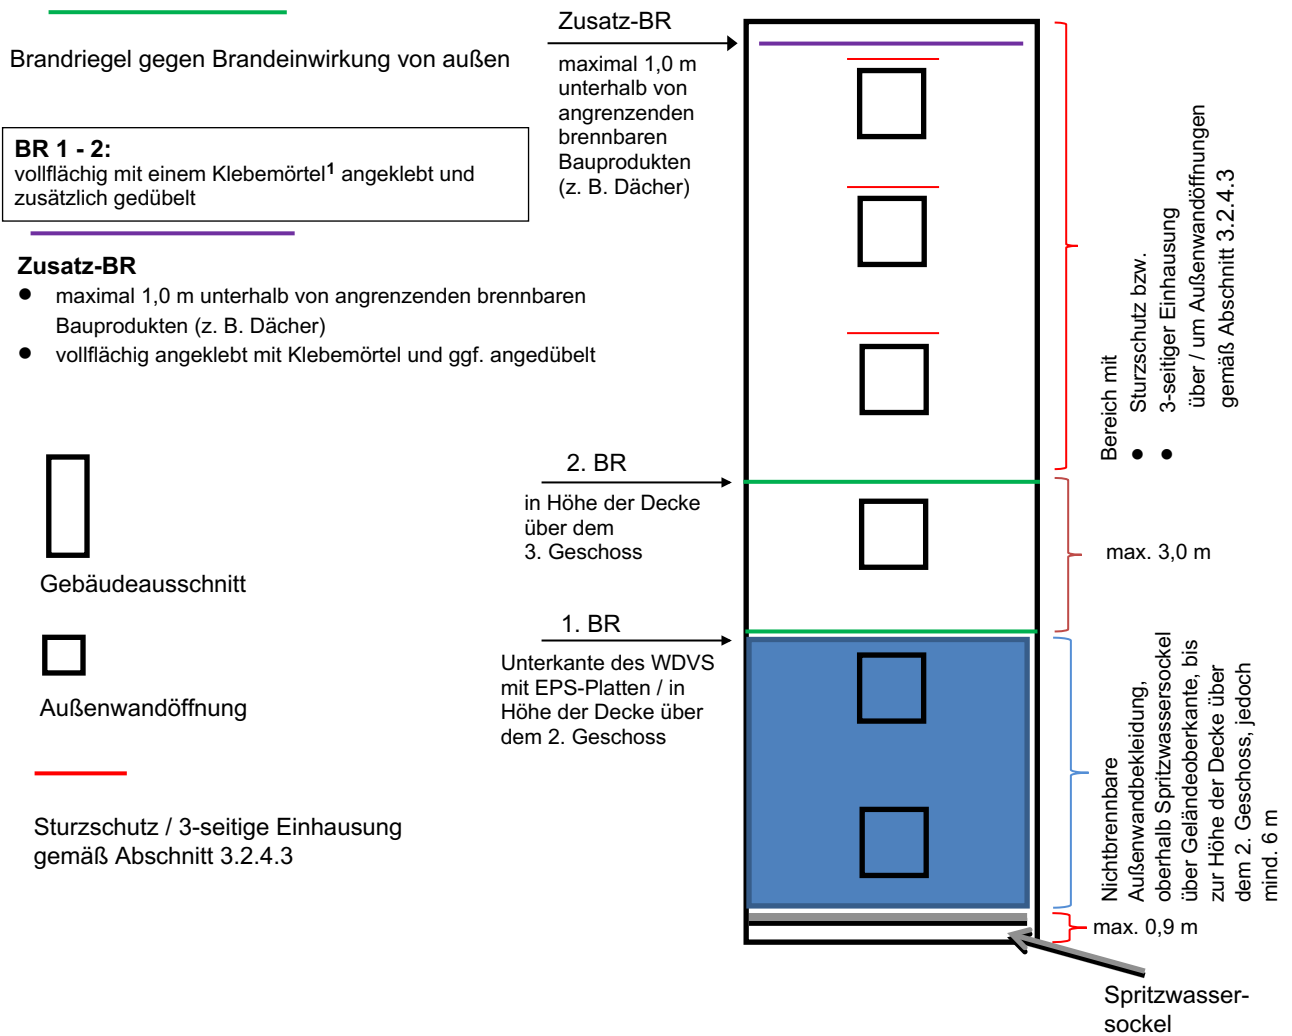 Brandriegel gegen Brandeinwirkung von außen
BR 1 - 2:
vollflächig mit einem Klebemörtel¹ angeklebt und
zusätzlich gedübelt
Zusatz-BR
● maximal 1,0 m unterhalb von angrenzenden brennbaren
Bauprodukten (z. B. Dächer)
● vollflächig angeklebt mit Klebemörtel und ggf. angedübelt
Gebäudeausschnitt
Außenwandöffnung
Sturzschutz / 3-seitige Einhausung
gemäß Abschnitt 3.2.4.3
Zusatz-BR
maximal 1,0 m
unterhalb von
angrenzenden
brennbaren
Bauprodukten
(z. B. Dächer)
2. BR
in Höhe der Decke
über dem
3. Geschoss
1. BR
Unterkante des WDVS
mit EPS-Platten / in
Höhe der Decke über
dem 2. Geschoss
Bereich mit
● Sturzschutz bzw.
● 3-seitiger Einhausung
über / um Außenwandöffnungen
gemäß Abschnitt 3.2.4.3
max. 3,0 m
Nichtbrennbare
Außenwandbekleidung,
oberhalb Spritzwassersockel
über Geländeoberkante, bis
zur Höhe der Decke über
dem 2. Geschoss, jedoch
mind. 6 m
max. 0,9 m
Spritzwasser-
sockel